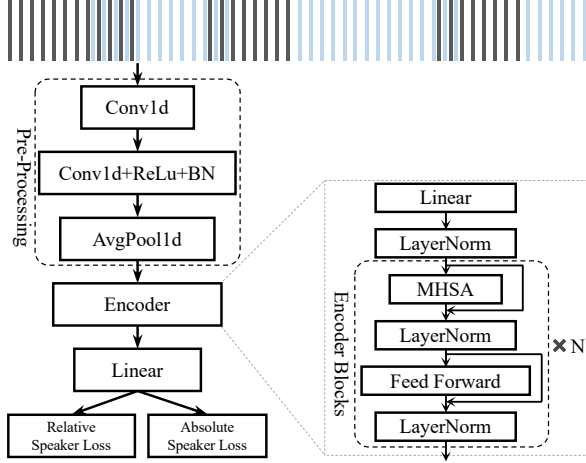 Conv1d
Conv1d+ReLu+BN
AvgPool1d
Pre-Processing
Encoder
Linear
Relative
Speaker Loss
Absolute
Speaker Loss
Linear
LayerNorm
MHSA
LayerNorm
Feed Forward
LayerNorm
Encoder Blocks
✖ N